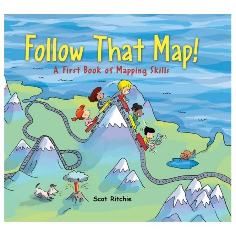 Follow That Map!
A First Book of Mapping Skills
Scot Ritchie